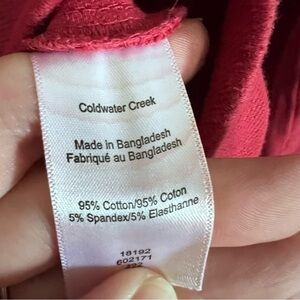 Coldwater Creek
Made in Bangladesh
Fabriqué au Bangladesh
95% Cotton/95% Coton
5% Spandex/5% Elasthanne
18192
602171